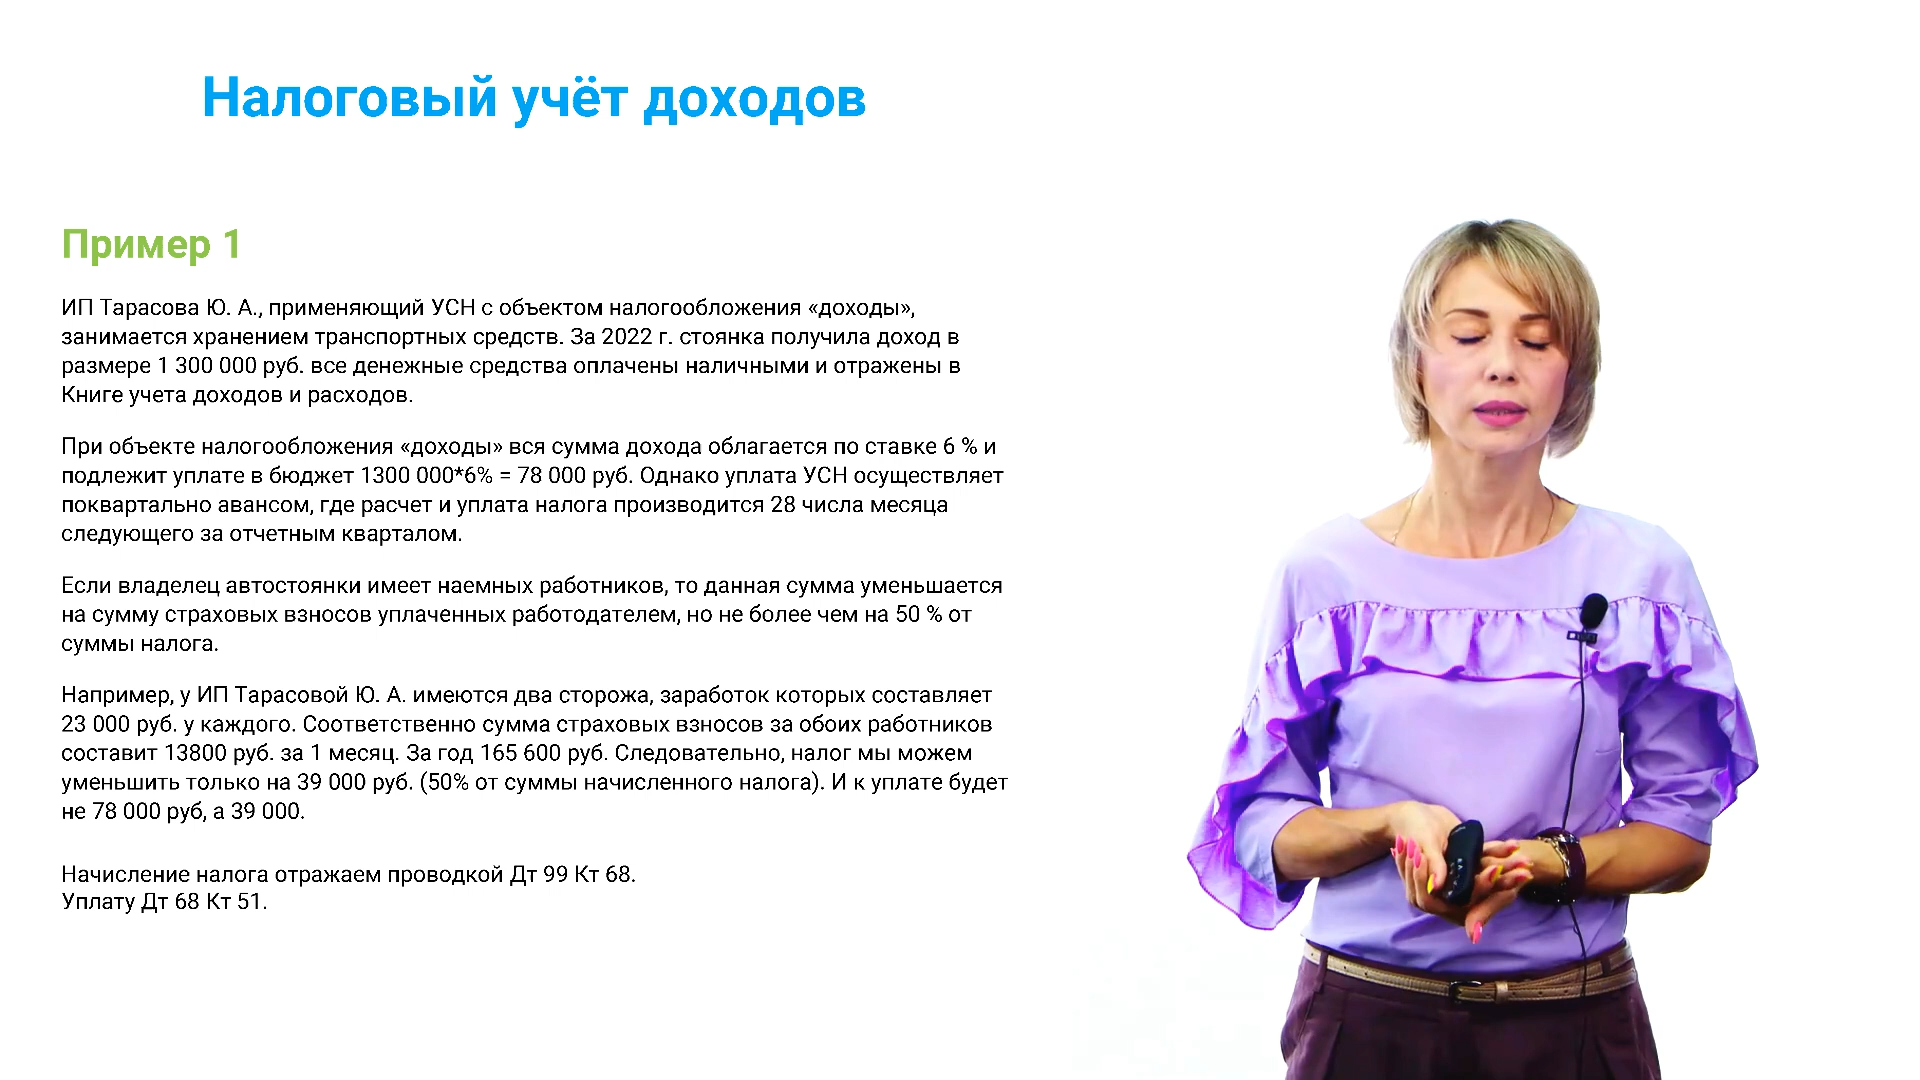 Налоговый учёт доходов
Пример 1
ИП Тарасова Ю. А., применяющий УСН с объектом налогообложения «доходы»,
занимается хранением транспортных средств. За 2022 г. стоянка получила доход в
размере 1 300 000 руб. все денежные средства оплачены наличными и отражены в
Книге учета доходов и расходов.
При объекте налогообложения «доходы» вся сумма дохода облагается по ставке 6 % и
подлежит уплате в бюджет 1300 000*6% = 78 000 руб. Однако уплата УСН осуществляет
поквартально авансом, где расчет и уплата налога производится 28 числа месяца
следующего за отчетным кварталом.
Если владелец автостоянки имеет наемных работников, то данная сумма уменьшается
на сумму страховых взносов уплаченных работодателем, но не более чем на 50 % от
суммы налога.
Например, у ИП Тарасовой Ю. А. имеются два сторожа, заработок которых составляет
23 000 руб. у каждого. Соответственно сумма страховых взносов за обоих работников
составит 13800 руб. за 1 месяц. За год 165 600 руб. Следовательно, налог мы можем
уменьшить только на 39 000 руб. (50% от суммы начисленного налога). И к уплате будет
не 78 000 руб, а 39 000.
Начисление налога отражаем проводкой Дт 99 Кт 68.
Уплату Дт 68 Кт 51.